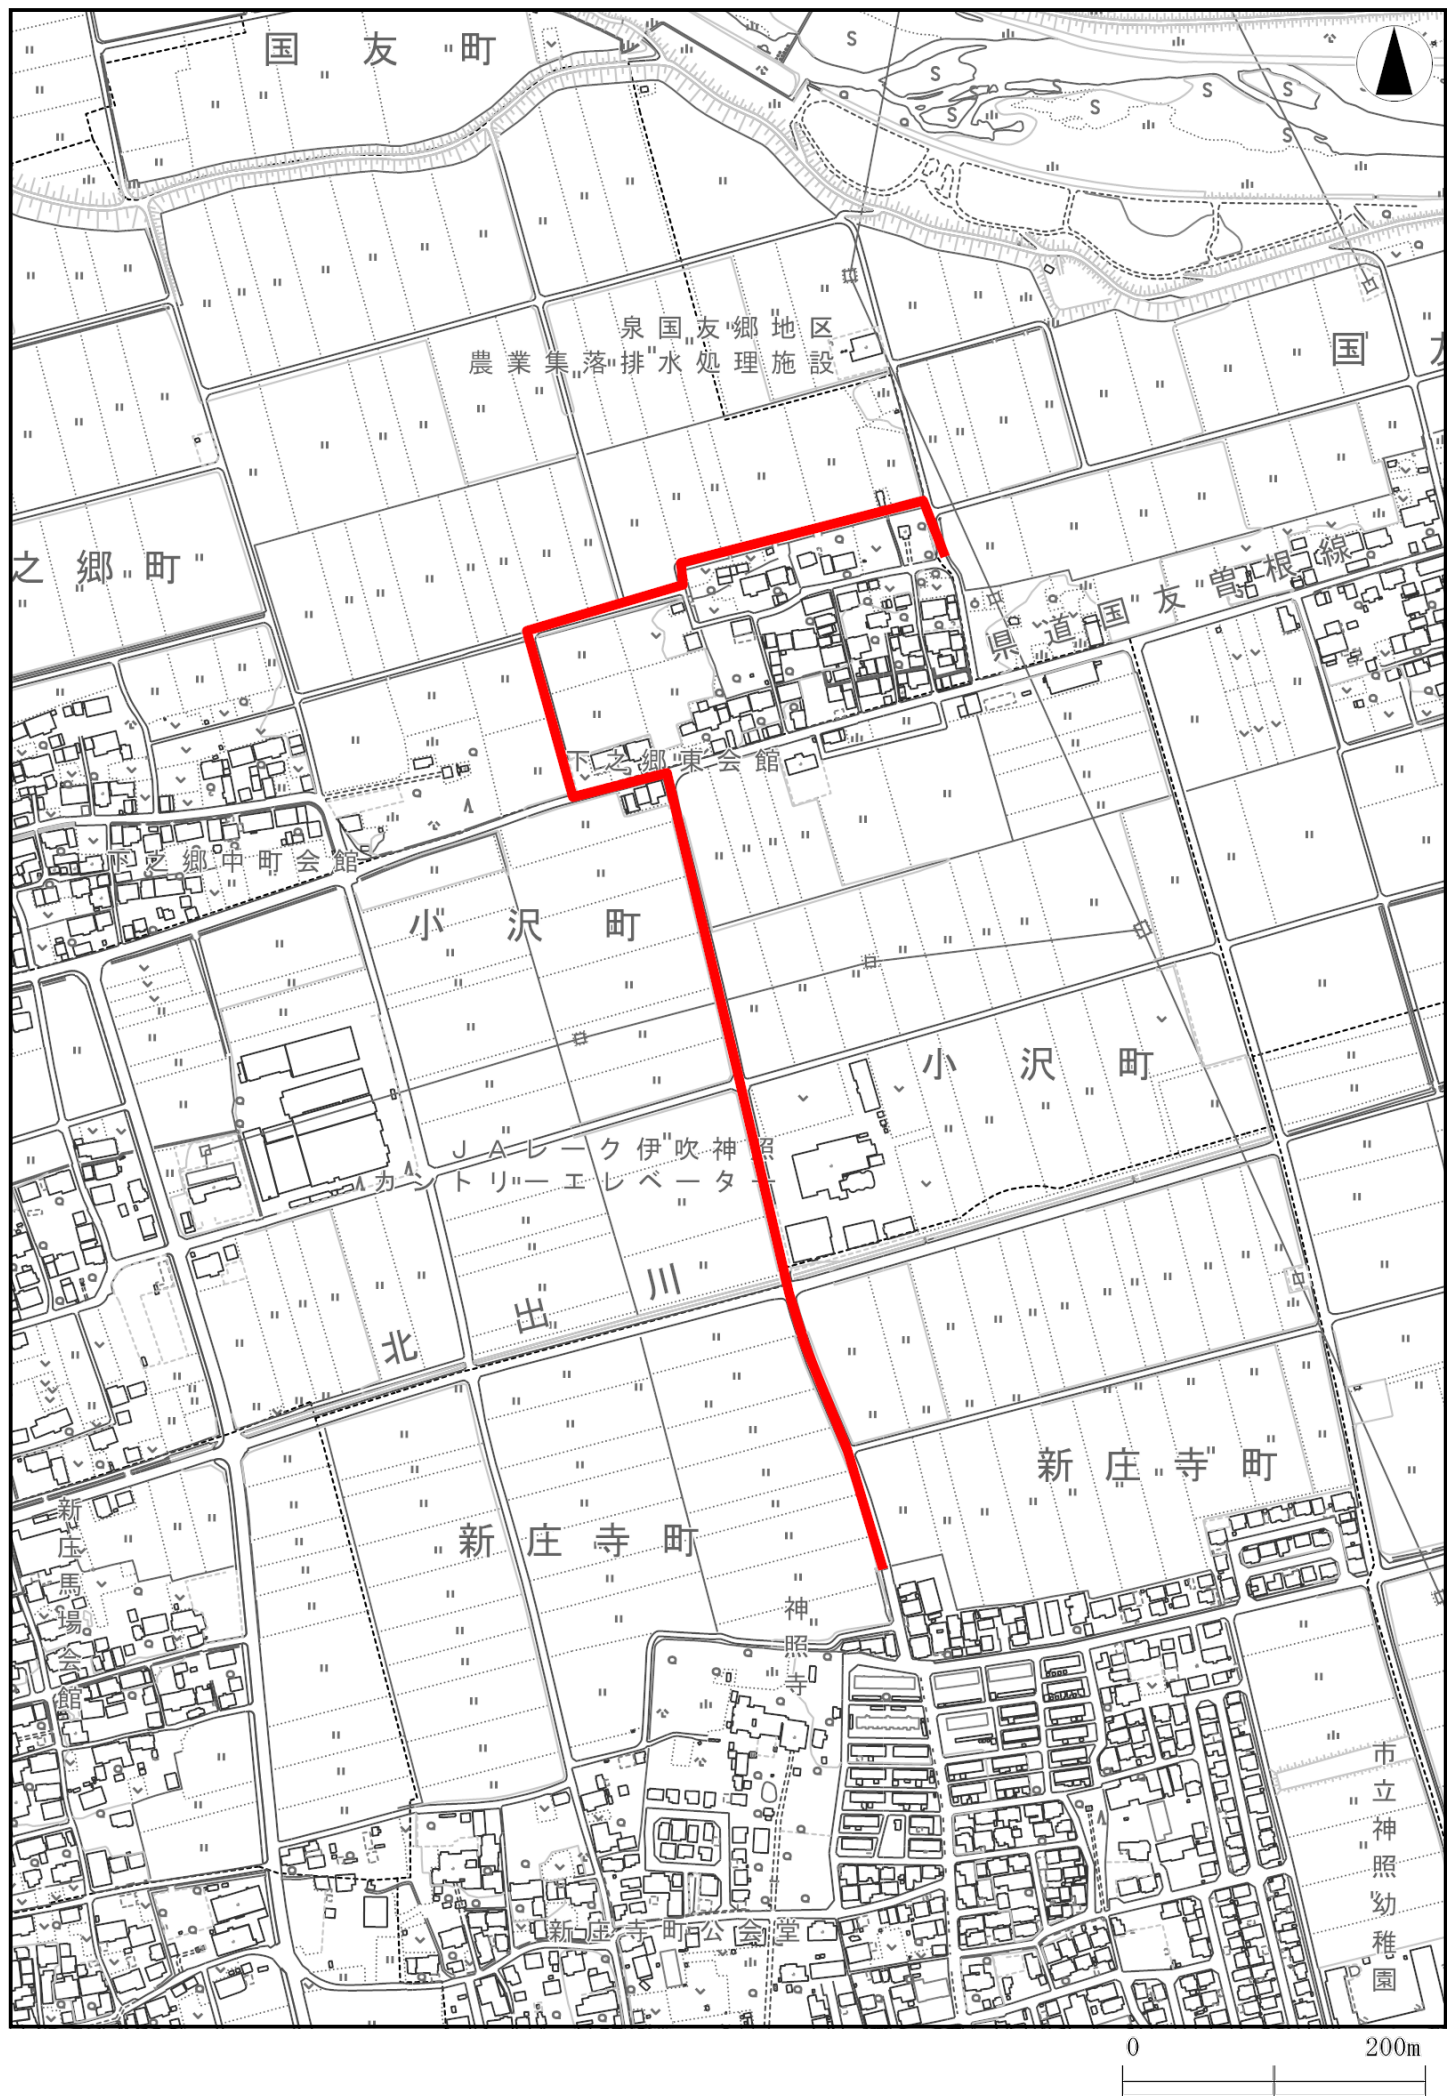 国友町
泉国友郷地区
農業集落排水処理施設
国友
之郷町
県道国友曽根線
下之郷東会館
下之郷中町会館
小沢町
小沢町
JAレーク伊吹神照
カントリーエレベーター
北出川
新庄寺町
新庄寺町
新庄馬場会館
神照寺
市立神照幼稚園
新庄寺町公会堂
0 200m